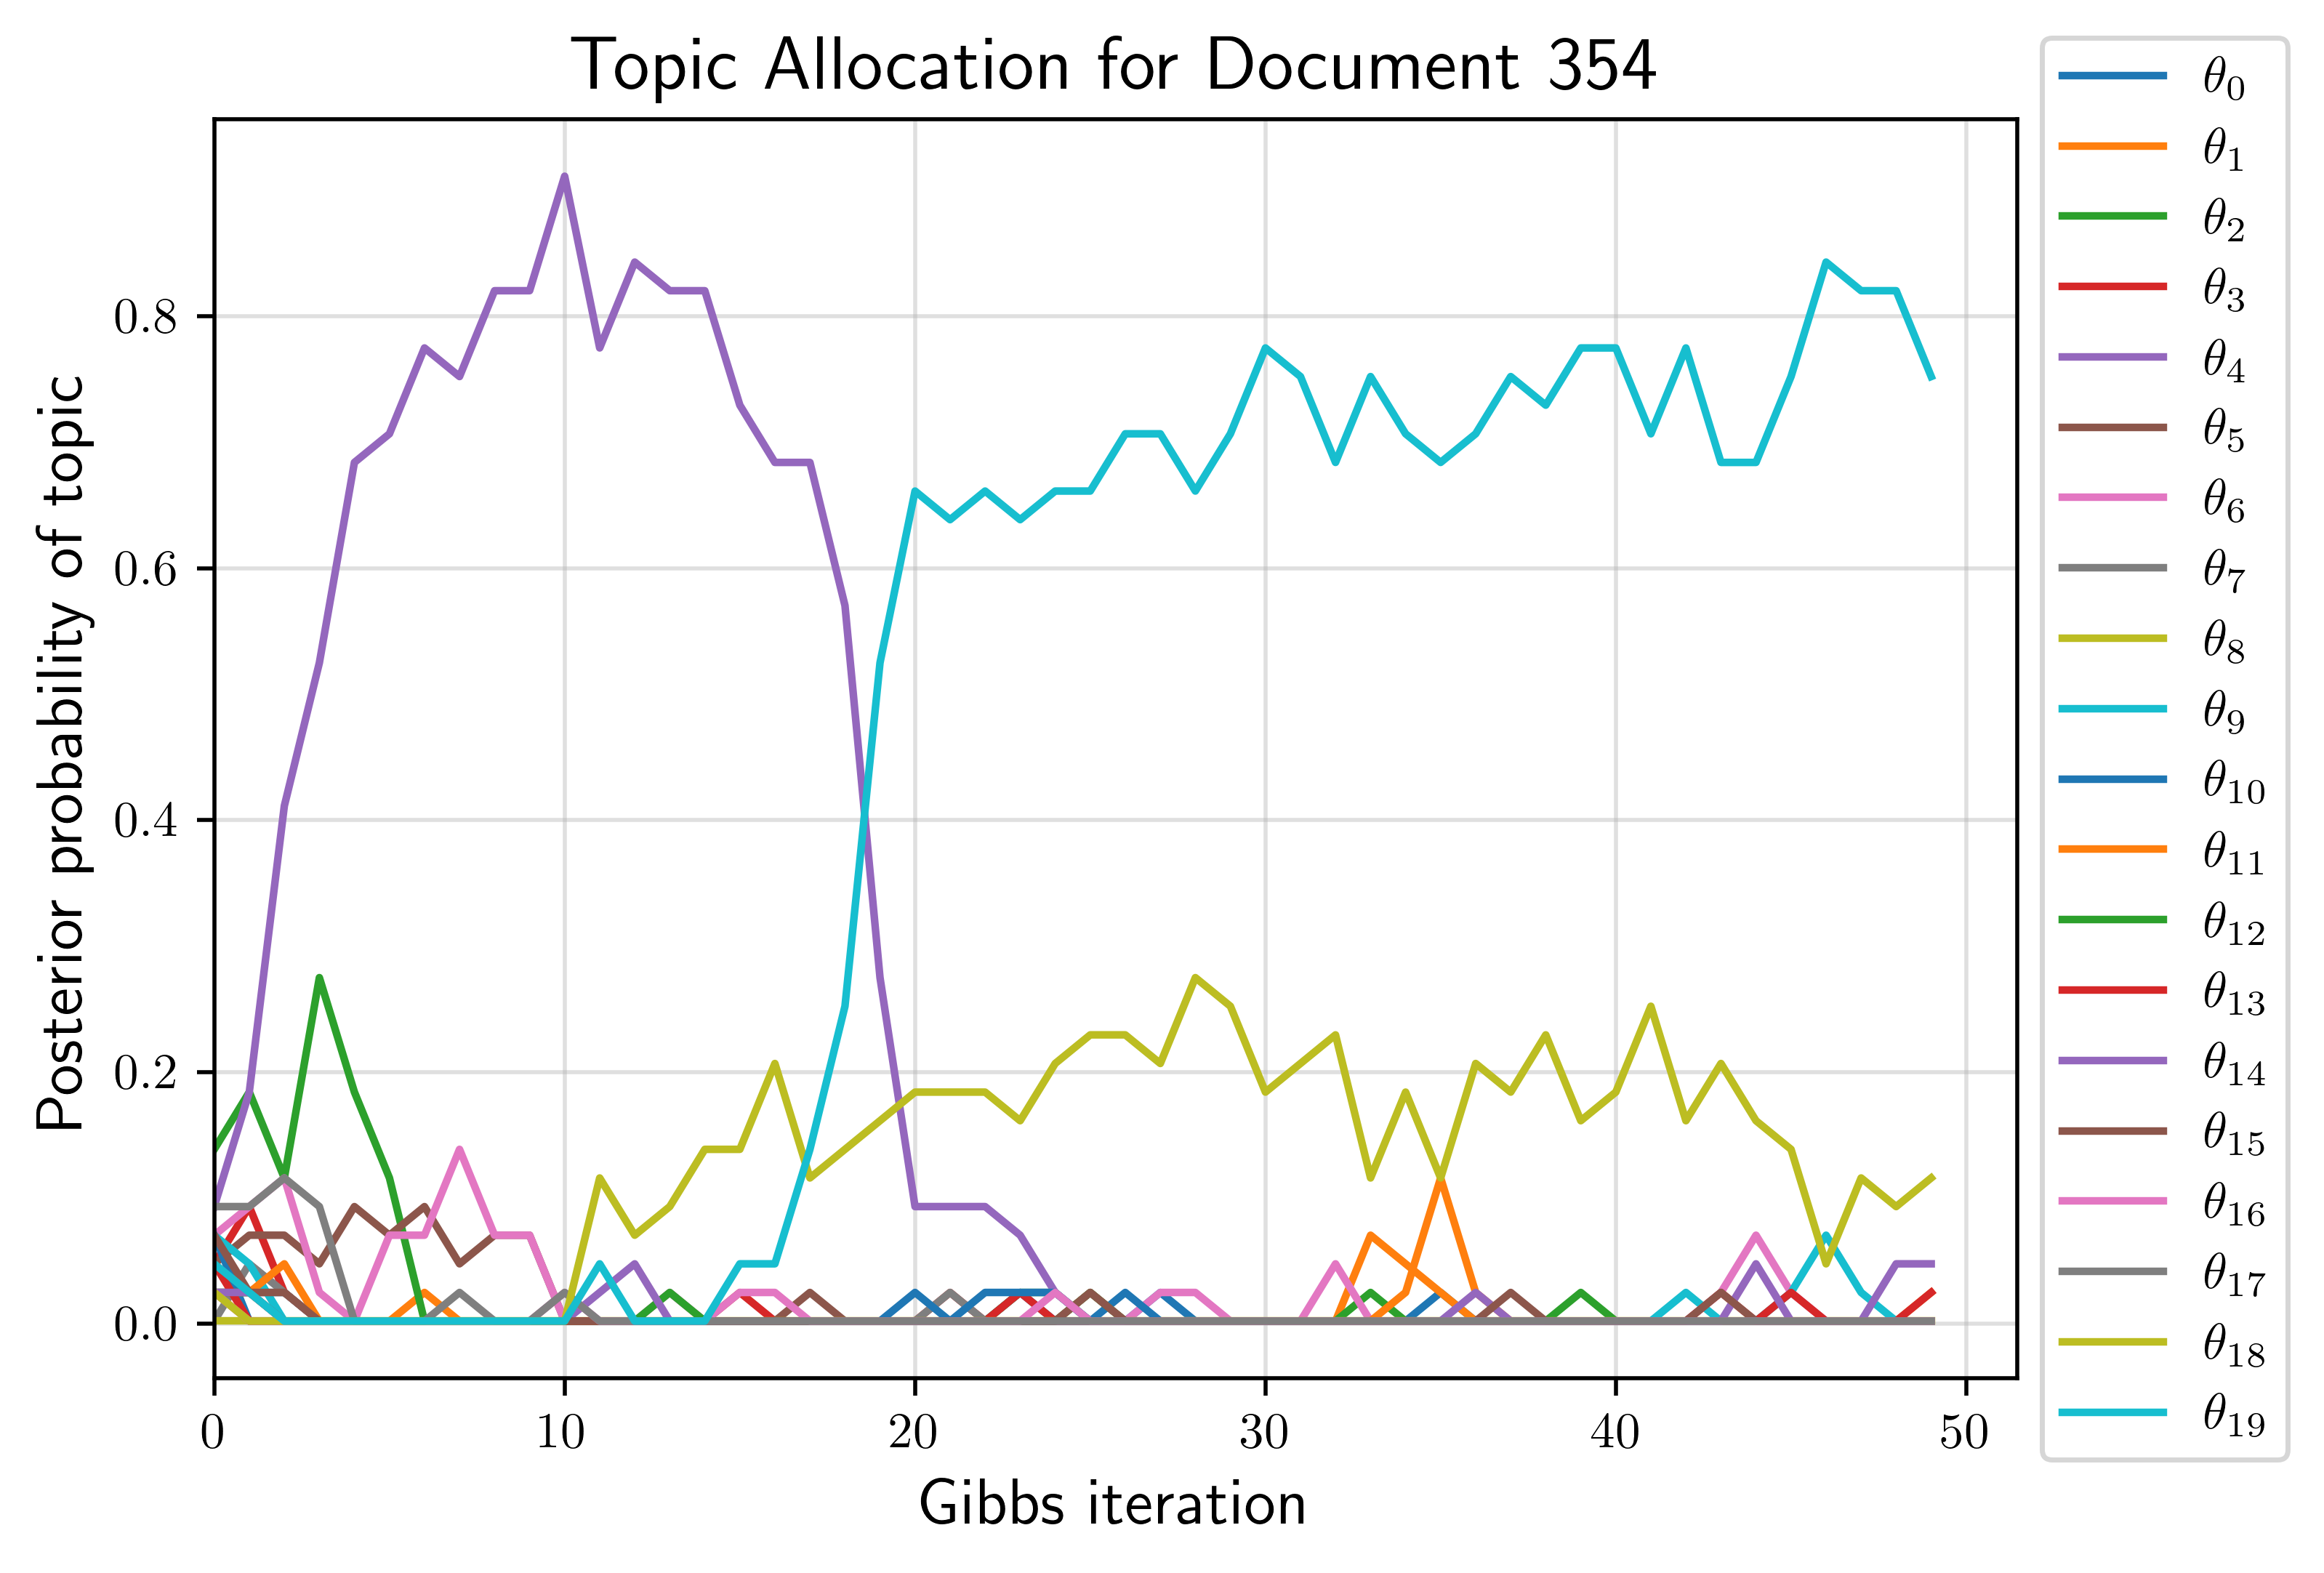 Topic Allocation for Document 354
Posterior probability of topic
0.8
0.6
0.4
0.2
0.0
0 10 20 30 40 50
Gibbs iteration
θ₀
θ₁
θ₂
θ₃
θ₄
θ₅
θ₆
θ₇
θ₈
θ₉
θ₁₀
θ₁₁
θ₁₂
θ₁₃
θ₁₄
θ₁₅
θ₁₆
θ₁₇
θ₁₈
θ₁₉